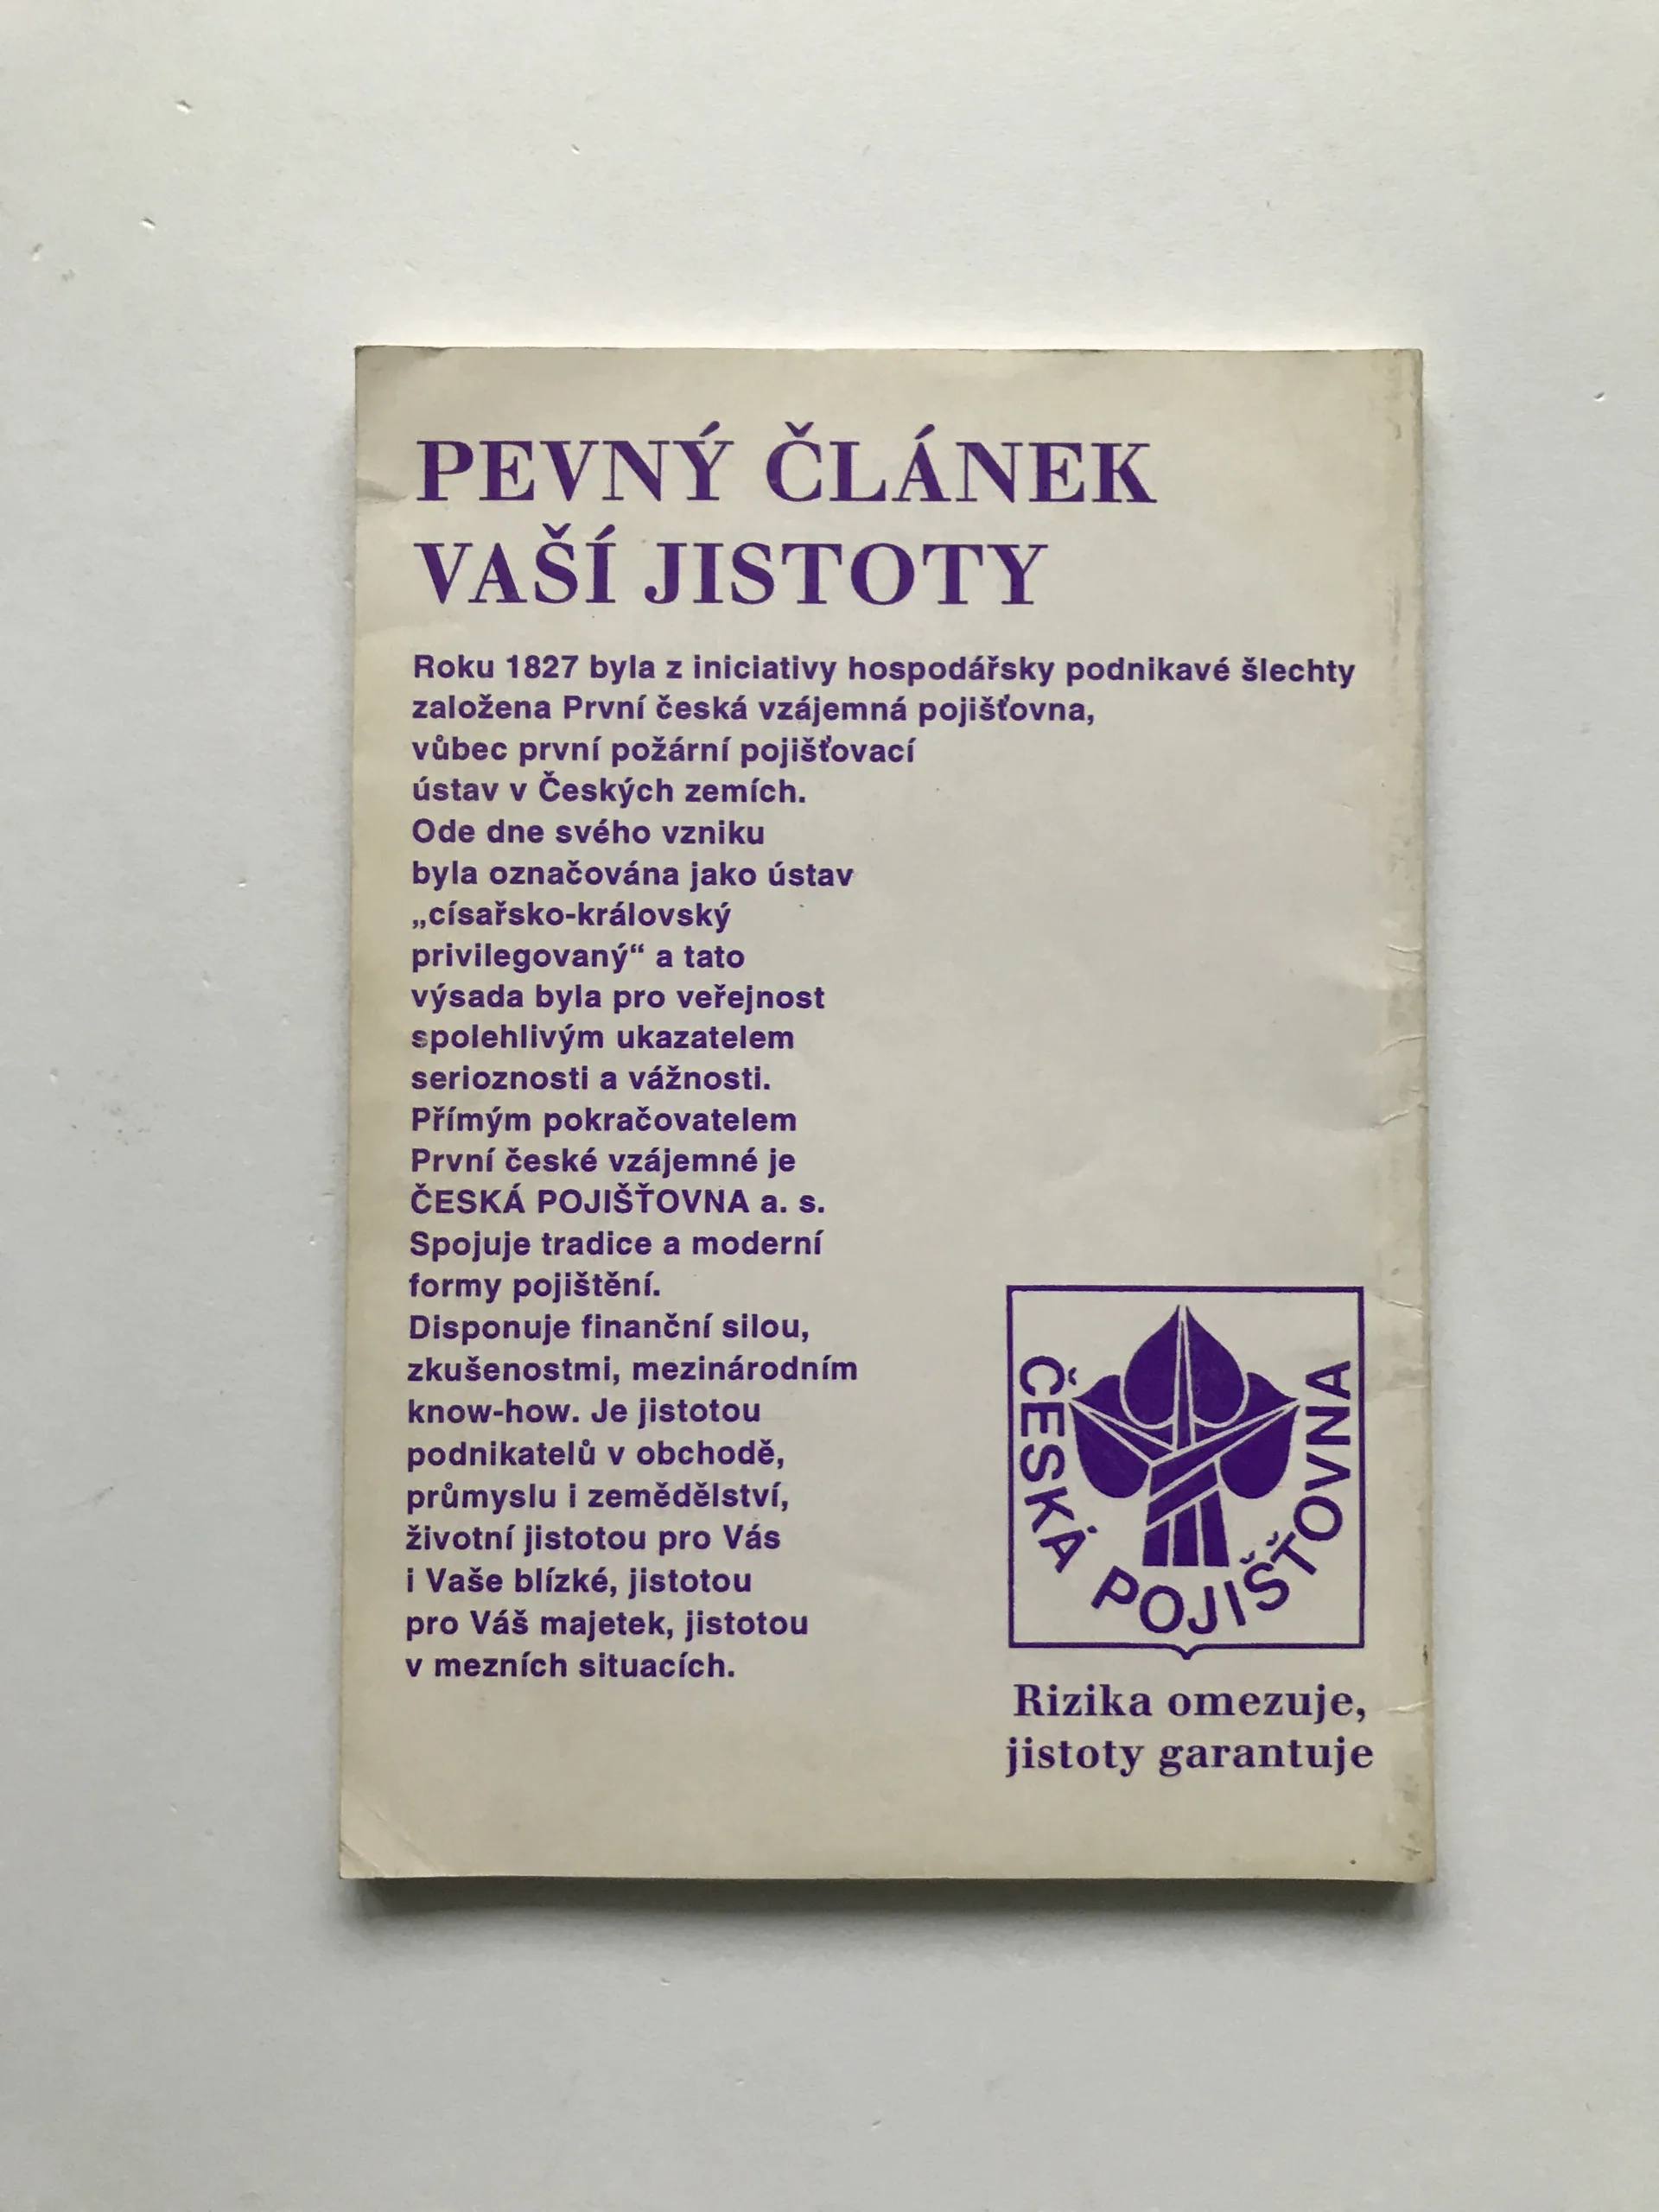 PEVNÝ ČLÁNEK
VAŠÍ JISTOTY
Roku 1827 byla z iniciativy hospodářsky podnikavé šlechty
založena První česká vzájemná pojišťovna,
vůbec první požární pojišťovací
ústav v Českých zemích.
Ode dne svého vzniku
byla označována jako ústav
„císařsko-královský
privilegovaný“ a tato
výsada byla pro veřejnost
spolehlivým ukazatelem
serioznosti a vážnosti.
Přímým pokračovatelem
První české vzájemné je
ČESKÁ POJIŠŤOVNA a. s.
Spojuje tradice a moderní
formy pojištění.
Disponuje finanční silou,
zkušenostmi, mezinárodním
know-how. Je jistotou
podnikatelů v obchodě,
průmyslu i zemědělství,
životní jistotou pro Vás
i Vaše blízké, jistotou
pro Váš majetek, jistotou
v mezních situacích.
ČESKÁ POJIŠŤOVNA
Rizika omezuje,
jistoty garantuje